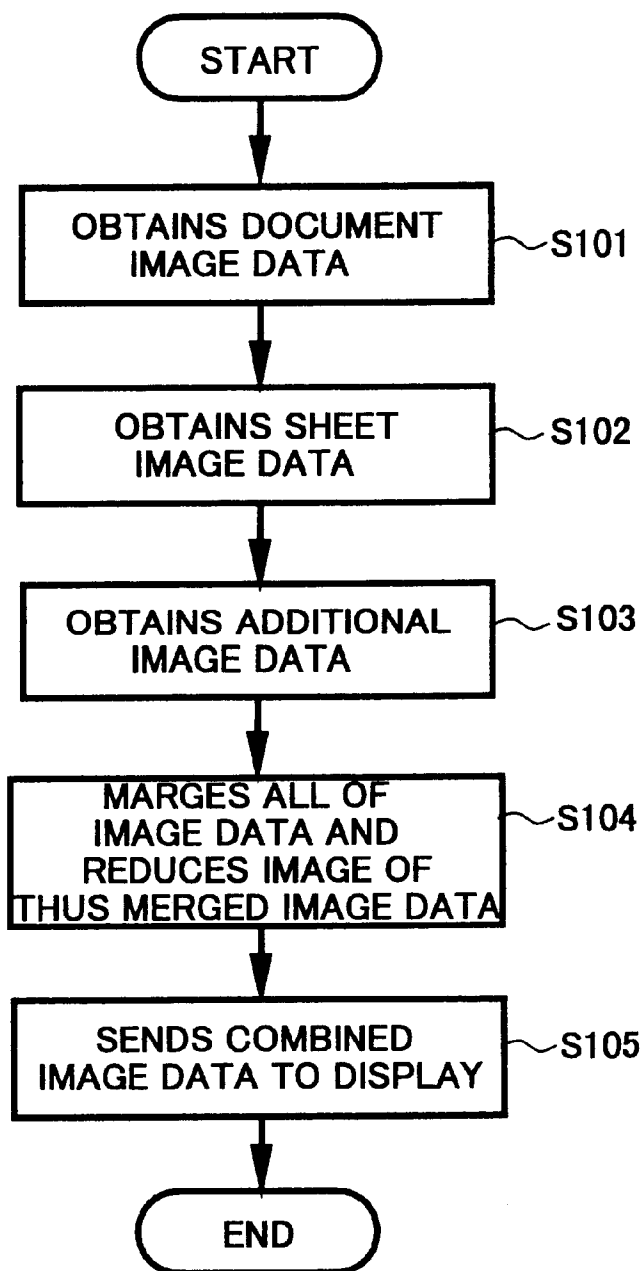 START
OBTAINS DOCUMENT
IMAGE DATA
S101
OBTAINS SHEET
IMAGE DATA
S102
OBTAINS ADDITIONAL
IMAGE DATA
S103
MARGES ALL OF
IMAGE DATA AND
REDUCES IMAGE OF
THUS MERGED IMAGE DATA
S104
SENDS COMBINED
IMAGE DATA TO DISPLAY
S105
END